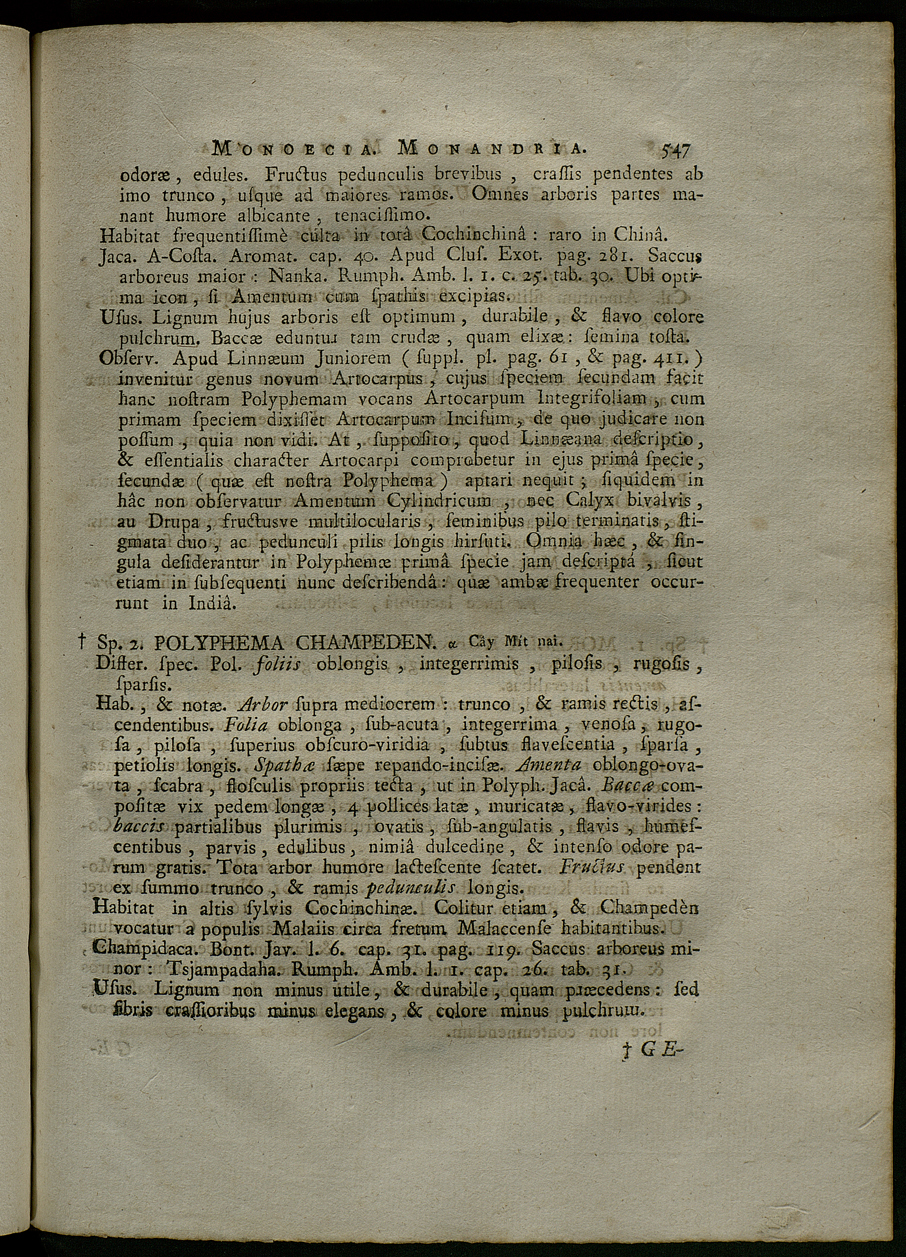 MONOECIA. MONANDRIA. 547
odoræ, edules. Fructus pedunculis brevibus, craſſis pendentes ab
imo trunco, uſque ad maiores ramos. Omnes arboris partes ma-
nant humore albicante, tenaciſſimo.
Habitat frequentiſſimè culta in totâ Cochinchinâ: raro in Chinâ.
Jaca. A-Coſta. Aromat. cap. 40. Apud Cluſ. Exot. pag. 281. Saccus
arboreus maior: Nanka. Rumph. Amb. l. 1. c. 25. tab. 30. Ubi opti-
ma icon, ſi Amentum cum ſpathis excipias.
Uſus. Lignum hujus arboris eſt optimum, durabile, & flavo colore
pulchrum. Baccæ eduntur tam crudæ, quam elixæ: ſemina toſta.
Obſerv. Apud Linnæum Juniorem (ſuppl. pl. pag. 61, & pag. 411.)
invenitur genus novum Artocarpus, cujus ſpeciem ſecundam facit
hanc noſtram Polyphemam vocans Artocarpum Integrifoliam, cum
primam ſpeciem dixiſſet Artocarpum Inciſum, de quo judicare non
poſſum, quia non vidi. At, ſuppoſito, quod Linnæana deſcriptio,
& eſſentialis character Artocarpi comprobetur in ejus primâ ſpecie,
ſecundæ (quæ eſt noſtra Polyphema) aptari nequit; ſiquidem in
hâc non obſervatur Amentum Cylindricum, nec Calyx bivalvis,
au Drupa, fructusve multilocularis, ſeminibus pilo terminatis, ſti-
gmata duo, ac pedunculi pilis longis hirſuti. Omnia hæc, & ſin-
gula deſiderantur in Polyphemæ primâ ſpecie jam deſcriptâ, ſicut
etiam in ſubſequenti nunc deſcribendâ: quæ ambæ frequenter occur-
runt in Indiâ.
† Sp. 2. POLYPHEMA CHAMPEDEN. α Cây Mít nài.
Differ. ſpec. Pol. foliis oblongis, integerrimis, piloſis, rugoſis,
ſparſis.
Hab., & notæ. Arbor ſupra mediocrem: trunco, & ramis rectis, aſ-
cendentibus. Folia oblonga, ſub-acuta, integerrima, venoſa, rugo-
ſa, piloſa, ſuperius obſcuro-viridia, ſubtus flaveſcentia, ſparſa,
petiolis longis. Spathæ ſæpe repando-inciſæ. Amenta oblongo-ova-
ta, ſcabra, floſculis propriis tecta, ut in Polyph. Jacâ. Baccæ com-
poſitæ vix pedem longæ, 4 pollices latæ, muricatæ, flavo-virides:
baccis partialibus plurimis, ovatis, ſub-angulatis, flavis, humeſ-
centibus, parvis, edulibus, nimiâ dulcedine, & intenſo odore pa-
rum gratis. Tota arbor humore lacteſcente ſcatet. Fructus pendent
ex ſummo trunco, & ramis pedunculis longis.
Habitat in altis ſylvis Cochinchinæ. Colitur etiam, & Champedèn
vocatur a populis Malaiis circa fretum Malaccenſe habitantibus.
Champidaca. Bont. Jav. l. 6. cap. 31. pag. 119. Saccus arboreus mi-
nor: Tsjampadaha. Rumph. Amb. l. 1. cap. 26. tab. 31.
Uſus. Lignum non minus utile, & durabile, quam præcedens: ſed
fibris craſſioribus minus elegans, & colore minus pulchrum.
† GE-